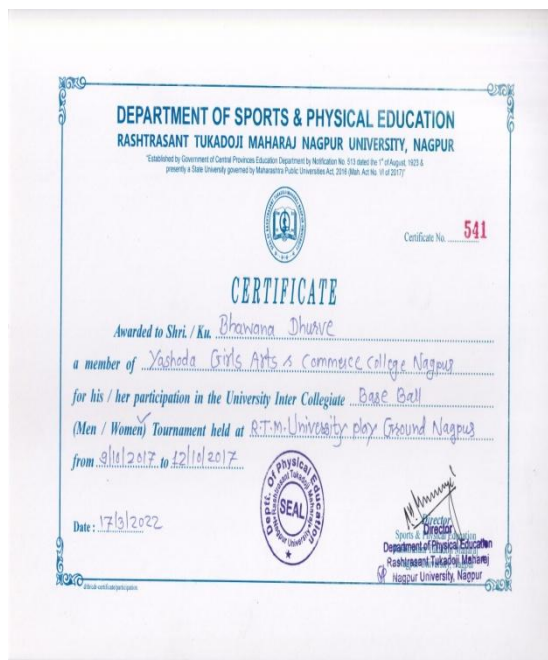 DEPARTMENT OF SPORTS & PHYSICAL EDUCATION
RASHTRASANT TUKADOJI MAHARAJ NAGPUR UNIVERSITY, NAGPUR
"Established by Government of Central Provinces Education Department by Notification No. 513 dated the 1st of August, 1923 &
presently a State University governed by Maharashtra Public Universities Act, 2016 (Mah. Act No. VI of 2017)"
Certificate No. 541
CERTIFICATE
Awarded to Shri. / Ku. Bhawana Dhurve
a member of Yashoda Girls Arts & Commerce College Nagpur
for his / her participation in the University Inter Collegiate Base Ball
(Men / Women) Tournament held at R.T.M. University play Ground Nagpur
from 9/10/2017 to 12/10/2017
Deptt. of Physical Education
SEAL
Date : 17/3/2022
Director
Sports & Physical Education
Director
Department of Physical Education
Rashtrasant Tukadoji Maharaj
Nagpur University, Nagpur